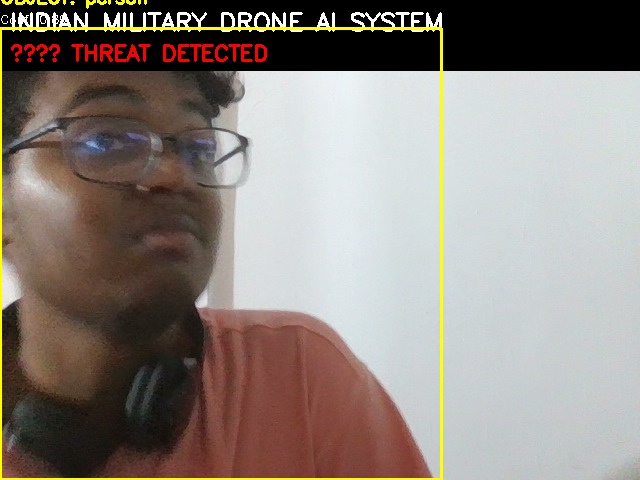 OBJECT: person
INDIAN MILITARY DRONE AI SYSTEM
???? THREAT DETECTED